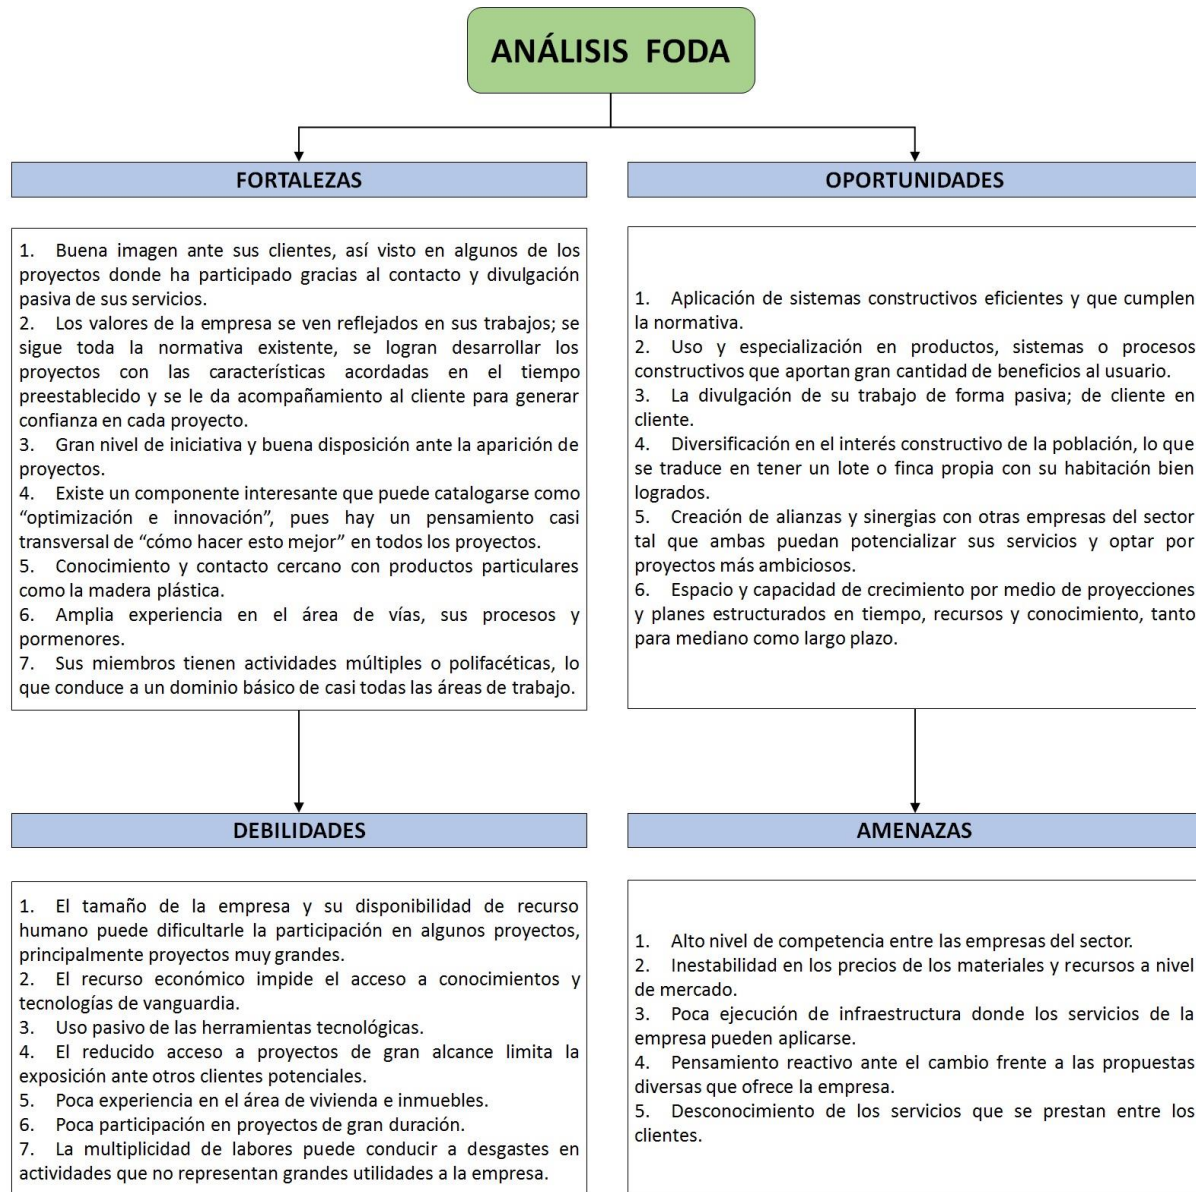 ANÁLISIS FODA
FORTALEZAS
1. Buena imagen ante sus clientes, así visto en algunos de los
proyectos donde ha participado gracias al contacto y divulgación
pasiva de sus servicios.
2. Los valores de la empresa se ven reflejados en sus trabajos; se
sigue toda la normativa existente, se logran desarrollar los
proyectos con las características acordadas en el tiempo
preestablecido y se le da acompañamiento al cliente para generar
confianza en cada proyecto.
3. Gran nivel de iniciativa y buena disposición ante la aparición de
proyectos.
4. Existe un componente interesante que puede catalogarse como
“optimización e innovación”, pues hay un pensamiento casi
transversal de “cómo hacer esto mejor” en todos los proyectos.
5. Conocimiento y contacto cercano con productos particulares
como la madera plástica.
6. Amplia experiencia en el área de vías, sus procesos y
pormenores.
7. Sus miembros tienen actividades múltiples o polifacéticas, lo
que conduce a un dominio básico de casi todas las áreas de trabajo.
OPORTUNIDADES
1. Aplicación de sistemas constructivos eficientes y que cumplen
la normativa.
2. Uso y especialización en productos, sistemas o procesos
constructivos que aportan gran cantidad de beneficios al usuario.
3. La divulgación de su trabajo de forma pasiva; de cliente en
cliente.
4. Diversificación en el interés constructivo de la población, lo que
se traduce en tener un lote o finca propia con su habitación bien
logrados.
5. Creación de alianzas y sinergias con otras empresas del sector
tal que ambas puedan potencializar sus servicios y optar por
proyectos más ambiciosos.
6. Espacio y capacidad de crecimiento por medio de proyecciones
y planes estructurados en tiempo, recursos y conocimiento, tanto
para mediano como largo plazo.
DEBILIDADES
1. El tamaño de la empresa y su disponibilidad de recurso
humano puede dificultarle la participación en algunos proyectos,
principalmente proyectos muy grandes.
2. El recurso económico impide el acceso a conocimientos y
tecnologías de vanguardia.
3. Uso pasivo de las herramientas tecnológicas.
4. El reducido acceso a proyectos de gran alcance limita la
exposición ante otros clientes potenciales.
5. Poca experiencia en el área de vivienda e inmuebles.
6. Poca participación en proyectos de gran duración.
7. La multiplicidad de labores puede conducir a desgastes en
actividades que no representan grandes utilidades a la empresa.
AMENAZAS
1. Alto nivel de competencia entre las empresas del sector.
2. Inestabilidad en los precios de los materiales y recursos a nivel
de mercado.
3. Poca ejecución de infraestructura donde los servicios de la
empresa pueden aplicarse.
4. Pensamiento reactivo ante el cambio frente a las propuestas
diversas que ofrece la empresa.
5. Desconocimiento de los servicios que se prestan entre los
clientes.